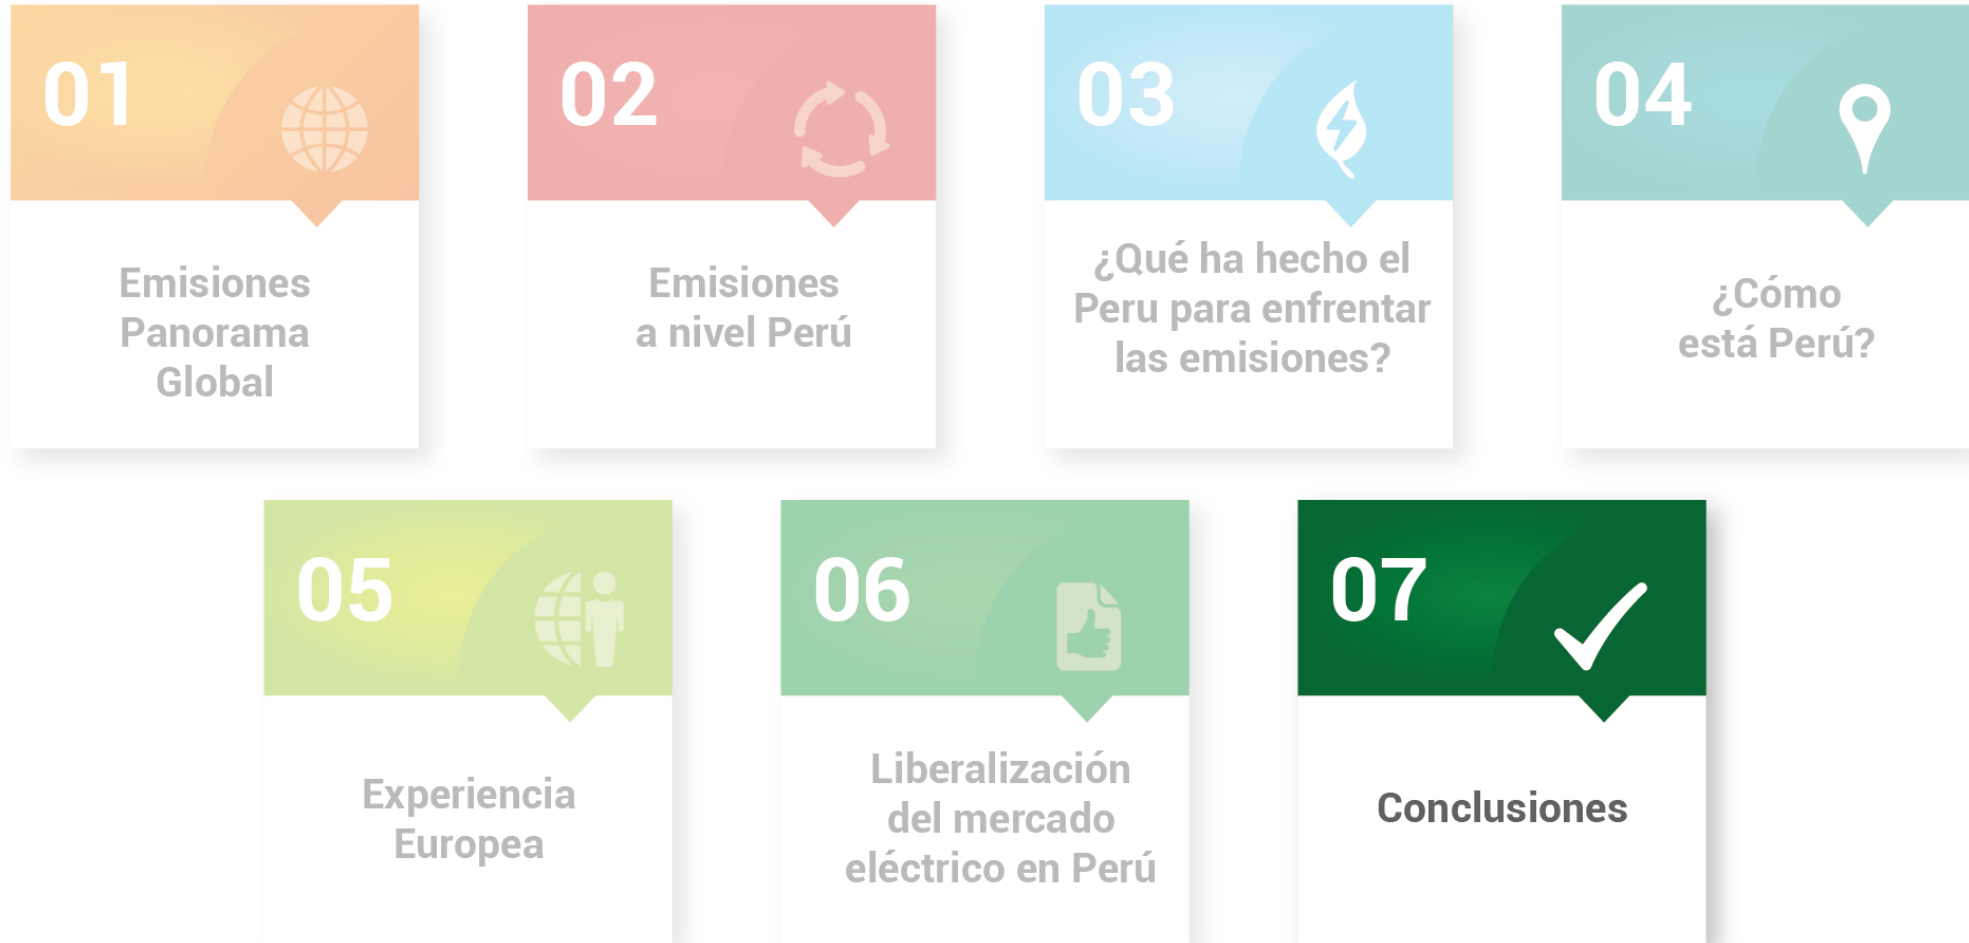 01
Emisiones
Panorama
Global
02
Emisiones
a nivel Perú
03
¿Qué ha hecho el
Peru para enfrentar
las emisiones?
04
¿Cómo
está Perú?
05
Experiencia
Europea
06
Liberalización
del mercado
eléctrico en Perú
07
Conclusiones